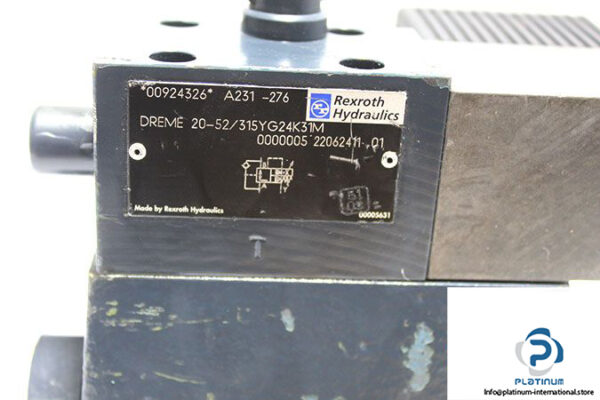 *00924326* A231 -276
Rexroth
Hydraulics
DREME 20-52/315YG24K31M
0000005 22062411 .01
Made by Rexroth Hydraulics
00005631
PLATINUM
https://platinum-international.store